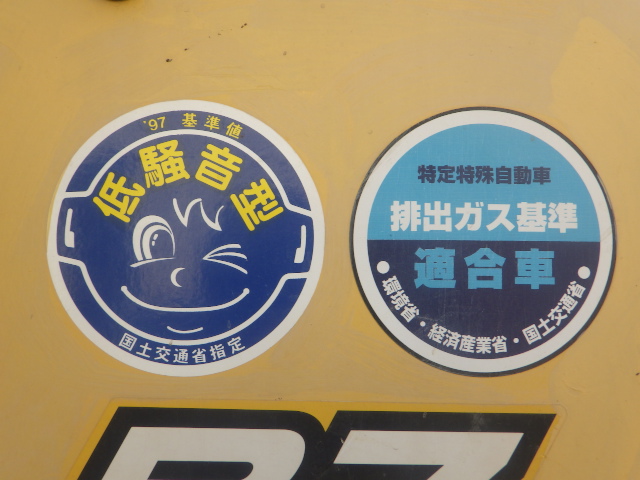 '97 基準値
低騒音型
国土交通省指定
特定特殊自動車
排出ガス基準
適合車
•環境省・経済産業省・国土交通省•